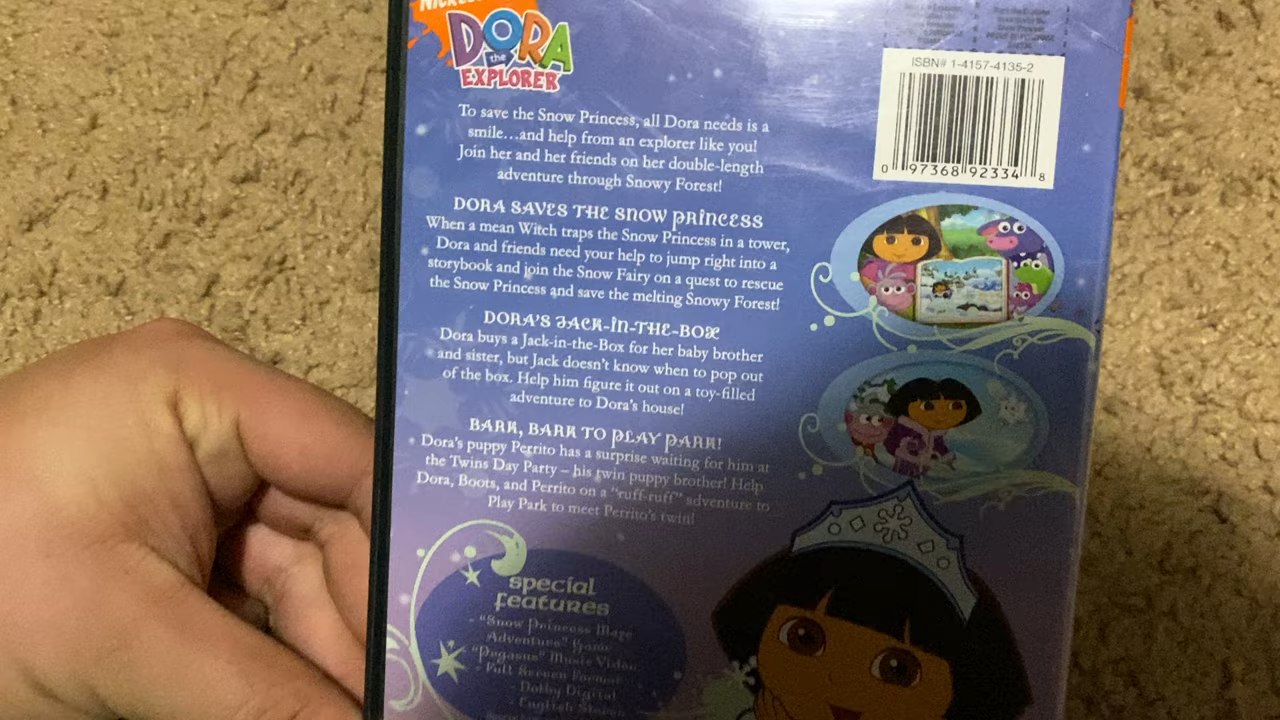 DORA
the
EXPLORER
ISBN# 1-4157-4135-2
0 97368 92334 8
To save the Snow Princess, all Dora needs is a
smile...and help from an explorer like you!
Join her and her friends on her double-length
adventure through Snowy Forest!
DORA SAVES THE SNOW PRINCESS
When a mean Witch traps the Snow Princess in a tower,
Dora and friends need your help to jump right into a
storybook and join the Snow Fairy on a quest to rescue
the Snow Princess and save the melting Snowy Forest!
DORA'S JACK-IN-THE-BOX
Dora buys a Jack-in-the-Box for her baby brother
and sister, but Jack doesn't know when to pop out
of the box. Help him figure it out on a toy-filled
adventure to Dora's house!
BARK, BARK TO PLAY PARK!
Dora's puppy Perrito has a surprise waiting for him at
the Twins Day Party – his twin puppy brother! Help
Dora, Boots, and Perrito on a "ruff-ruff" adventure to
Play Park to meet Perrito's twin!
special
features
- "Snow Princess Maze
Adventure" Game
- "Pegasus" Music Video
- Full Screen Format
- Dolby Digital
- English Stereo